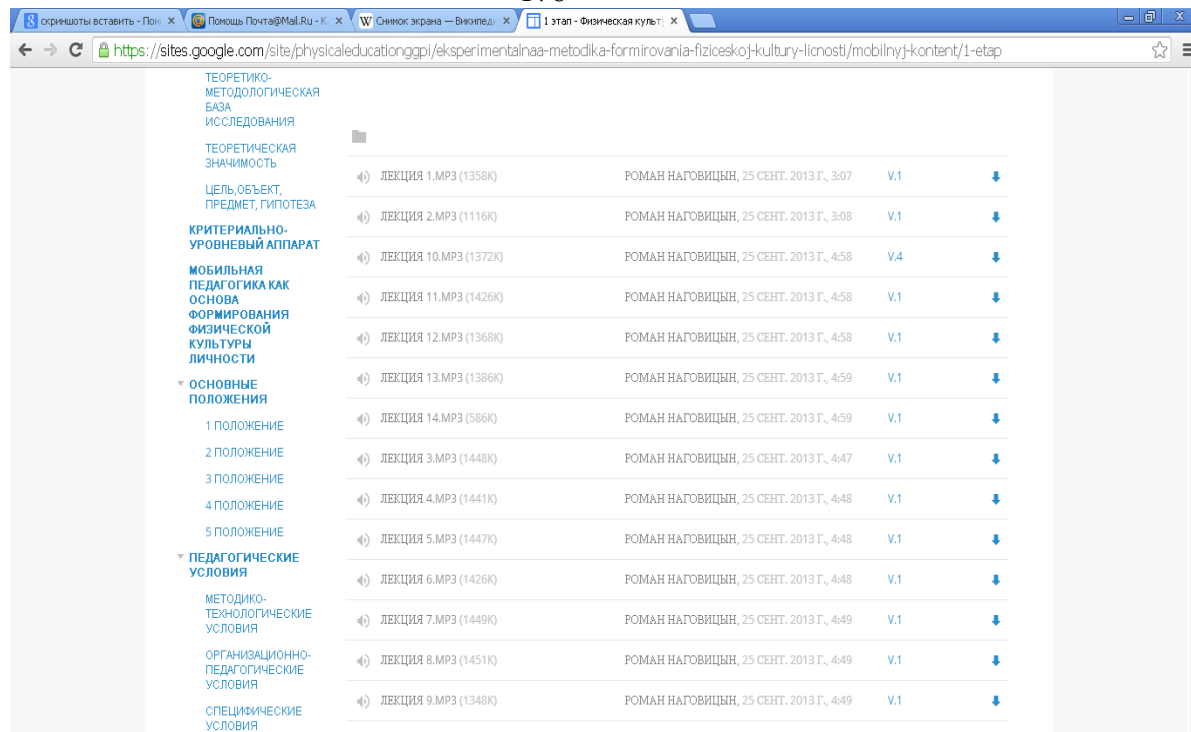 скриншоты вставить - Пои
Помощь Почта@Mail.Ru - К
Снимок экрана — Википеди
1 этап - Физическая культ
https://sites.google.com/site/physicaleducationggpi/eksperimentalnaa-metodika-formirovania-fiziceskoj-kultury-licnosti/mobilnyj-kontent/1-etap
ТЕОРЕТИКО-
МЕТОДОЛОГИЧЕСКАЯ
БАЗА
ИССЛЕДОВАНИЯ
ТЕОРЕТИЧЕСКАЯ
ЗНАЧИМОСТЬ
ЦЕЛЬ,ОБЪЕКТ,
ПРЕДМЕТ, ГИПОТЕЗА
КРИТЕРИАЛЬНО-
УРОВНЕВЫЙ АППАРАТ
МОБИЛЬНАЯ
ПЕДАГОГИКА КАК
ОСНОВА
ФОРМИРОВАНИЯ
ФИЗИЧЕСКОЙ
КУЛЬТУРЫ
ЛИЧНОСТИ
ОСНОВНЫЕ
ПОЛОЖЕНИЯ
1 ПОЛОЖЕНИЕ
2 ПОЛОЖЕНИЕ
3 ПОЛОЖЕНИЕ
4 ПОЛОЖЕНИЕ
5 ПОЛОЖЕНИЕ
ПЕДАГОГИЧЕСКИЕ
УСЛОВИЯ
МЕТОДИКО-
ТЕХНОЛОГИЧЕСКИЕ
УСЛОВИЯ
ОРГАНИЗАЦИОННО-
ПЕДАГОГИЧЕСКИЕ
УСЛОВИЯ
СПЕЦИФИЧЕСКИЕ
УСЛОВИЯ
ЛЕКЦИЯ 1.MP3 (1358K) РОМАН НАГОВИЦЫН, 25 СЕНТ. 2013 Г., 3:07 V.1
ЛЕКЦИЯ 2.MP3 (1116K) РОМАН НАГОВИЦЫН, 25 СЕНТ. 2013 Г., 3:08 V.1
ЛЕКЦИЯ 10.MP3 (1372K) РОМАН НАГОВИЦЫН, 25 СЕНТ. 2013 Г., 4:58 V.4
ЛЕКЦИЯ 11.MP3 (1426K) РОМАН НАГОВИЦЫН, 25 СЕНТ. 2013 Г., 4:58 V.1
ЛЕКЦИЯ 12.MP3 (1368K) РОМАН НАГОВИЦЫН, 25 СЕНТ. 2013 Г., 4:58 V.1
ЛЕКЦИЯ 13.MP3 (1386K) РОМАН НАГОВИЦЫН, 25 СЕНТ. 2013 Г., 4:59 V.1
ЛЕКЦИЯ 14.MP3 (586K) РОМАН НАГОВИЦЫН, 25 СЕНТ. 2013 Г., 4:59 V.1
ЛЕКЦИЯ 3.MP3 (1448K) РОМАН НАГОВИЦЫН, 25 СЕНТ. 2013 Г., 4:47 V.1
ЛЕКЦИЯ 4.MP3 (1441K) РОМАН НАГОВИЦЫН, 25 СЕНТ. 2013 Г., 4:48 V.1
ЛЕКЦИЯ 5.MP3 (1447K) РОМАН НАГОВИЦЫН, 25 СЕНТ. 2013 Г., 4:48 V.1
ЛЕКЦИЯ 6.MP3 (1426K) РОМАН НАГОВИЦЫН, 25 СЕНТ. 2013 Г., 4:48 V.1
ЛЕКЦИЯ 7.MP3 (1449K) РОМАН НАГОВИЦЫН, 25 СЕНТ. 2013 Г., 4:49 V.1
ЛЕКЦИЯ 8.MP3 (1451K) РОМАН НАГОВИЦЫН, 25 СЕНТ. 2013 Г., 4:49 V.1
ЛЕКЦИЯ 9.MP3 (1348K) РОМАН НАГОВИЦЫН, 25 СЕНТ. 2013 Г., 4:49 V.1